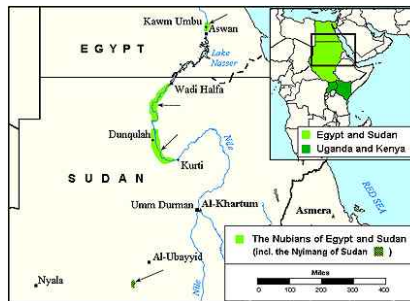 Kawm Umbu
Aswan
EGYPT
Lake
Nasser
Wadi Halfa
Dunqulah
Nile
Kurti
SUDAN
Umm Durman
Al-Khartum
Asmera
RED SEA
Al-Ubayyid
Nyala
Nile
Egypt and Sudan
Uganda and Kenya
The Nubians of Egypt and Sudan
(incl. the Nyimang of Sudan )
Miles
0 100 200 300 400